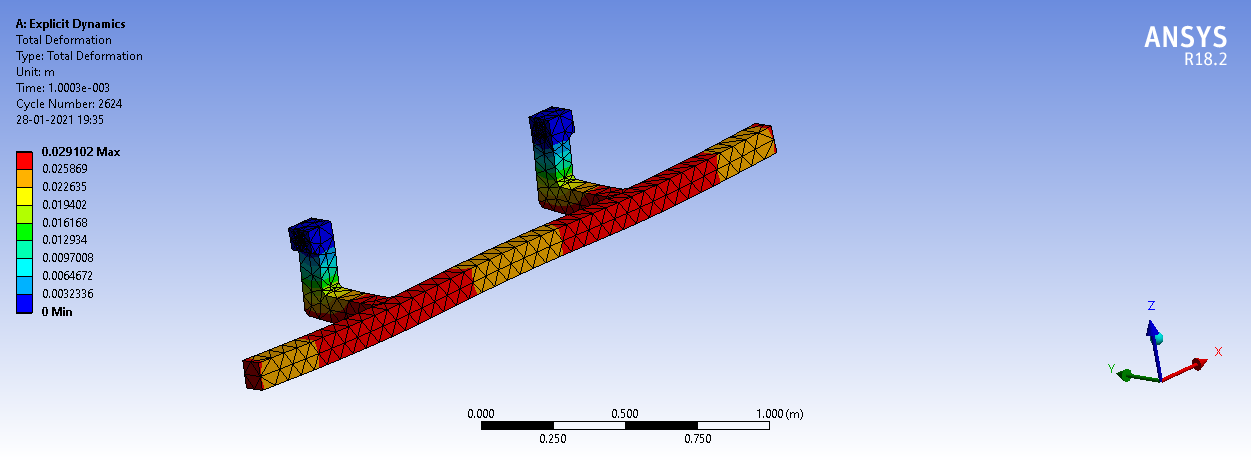 A: Explicit Dynamics
Total Deformation
Type: Total Deformation
Unit: m
Time: 1.0003e-003
Cycle Number: 2624
28-01-2021 19:35
0.029102 Max
0.025869
0.022635
0.019402
0.016168
0.012934
0.0097008
0.0064672
0.0032336
0 Min
ANSYS
R18.2
Z
X
Y
0.000 0.500 1.000 (m)
0.250 0.750